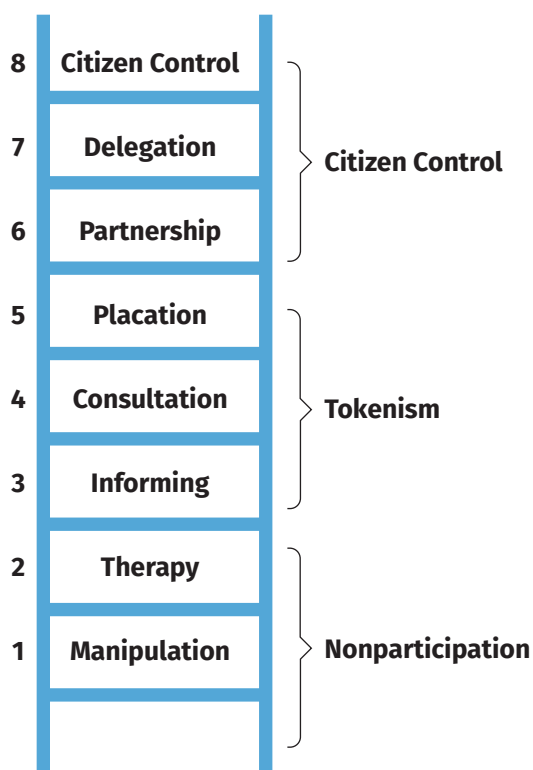 8 Citizen Control
7 Delegation
Citizen Control
6 Partnership
5 Placation
4 Consultation
Tokenism
3 Informing
2 Therapy
1 Manipulation
Nonparticipation